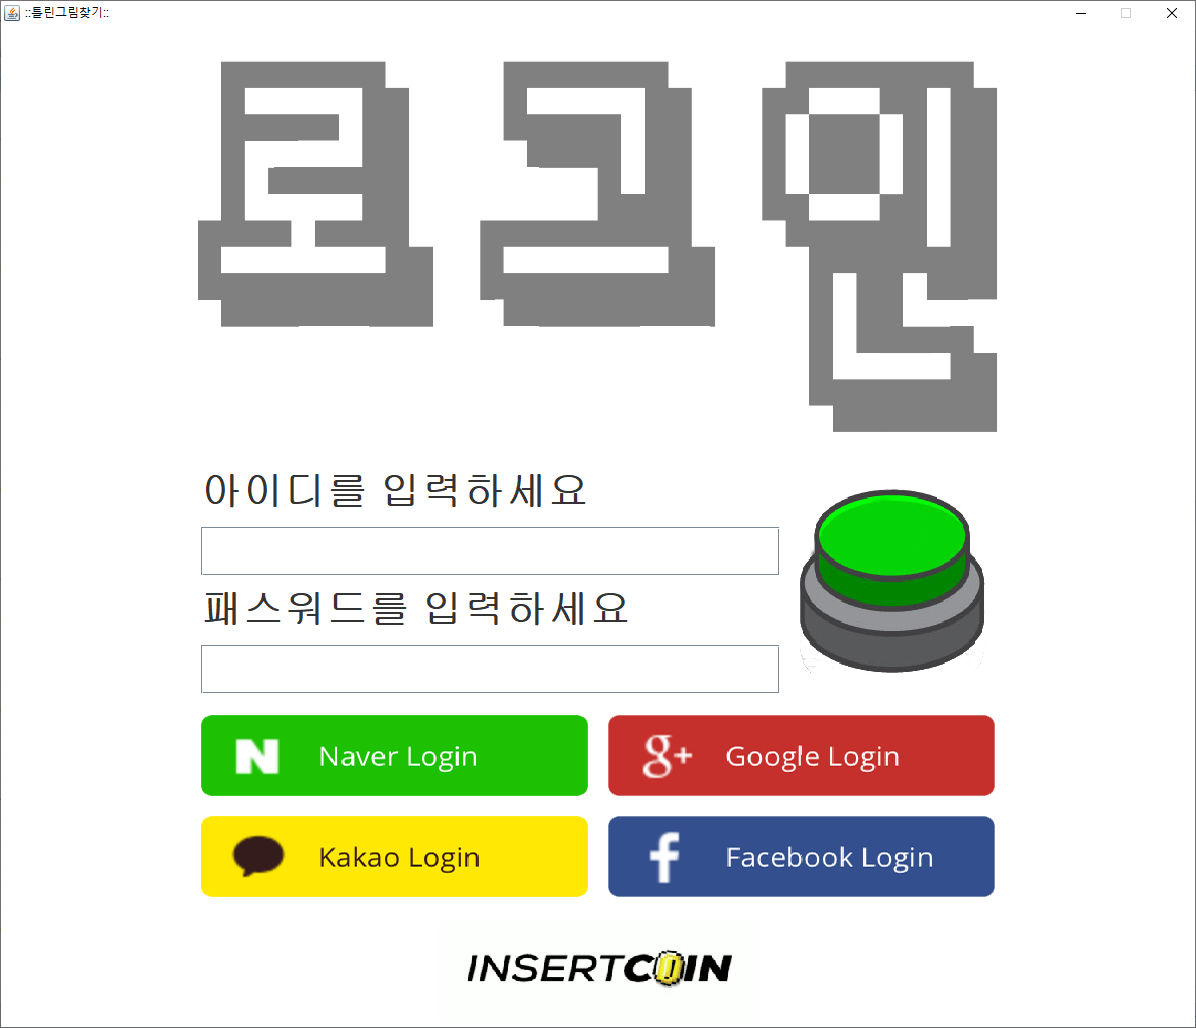 ::틀린그림찾기::
로그인
아이디를 입력하세요
패스워드를 입력하세요
N Naver Login
g+ Google Login
Kakao Login
f Facebook Login
INSERTCOIN